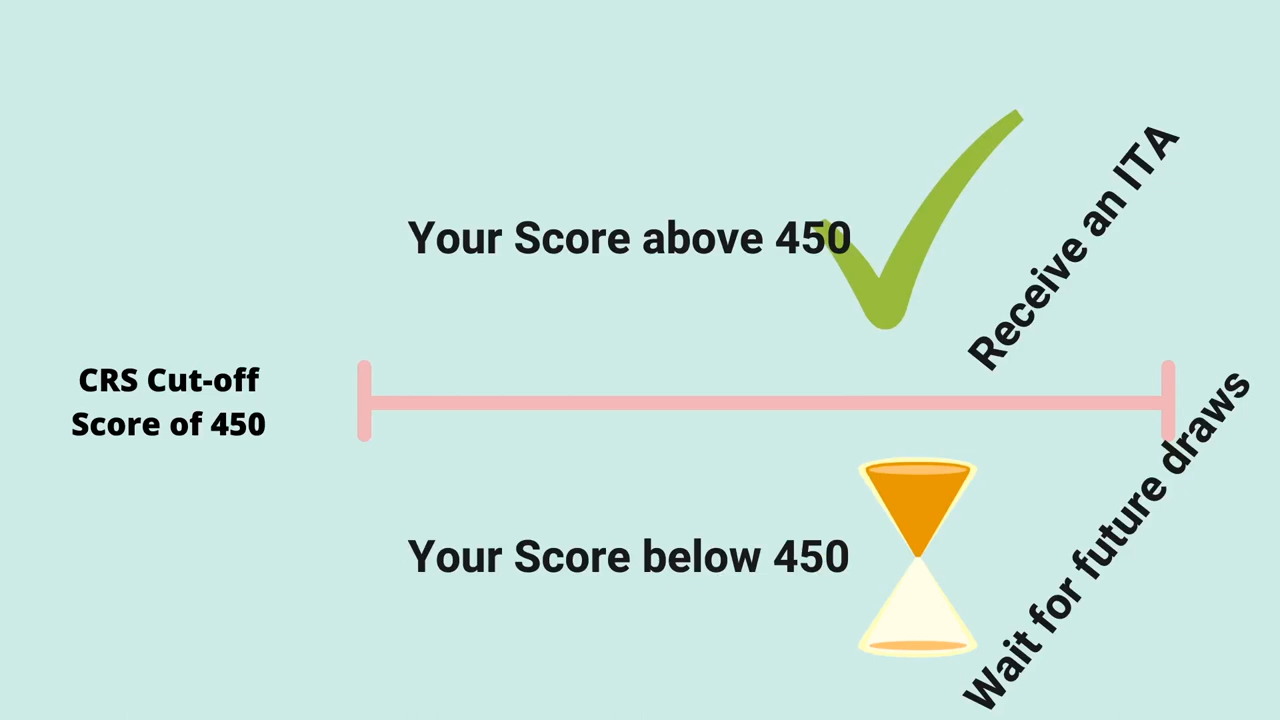 Your Score above 450
Receive an ITA
CRS Cut-off
Score of 450
Your Score below 450
Wait for future draws